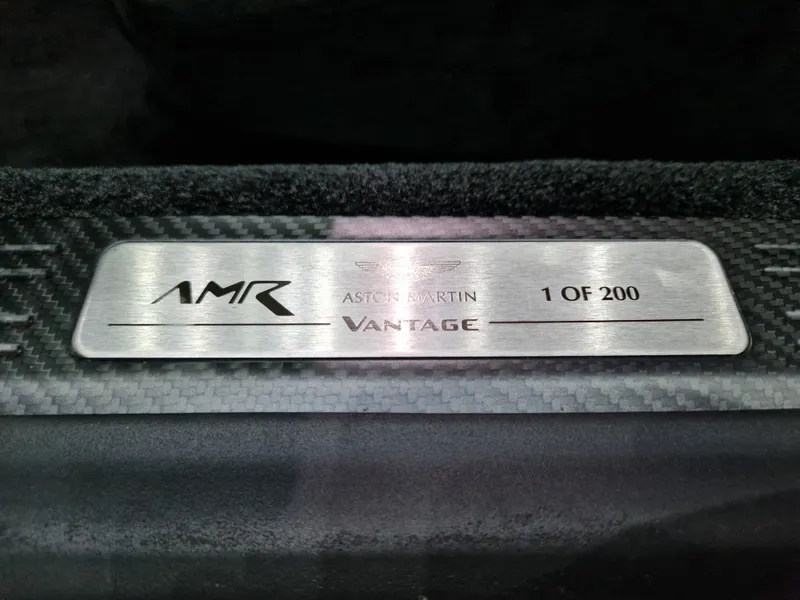 AMR
ASTON MARTIN
VANTAGE
1 OF 200